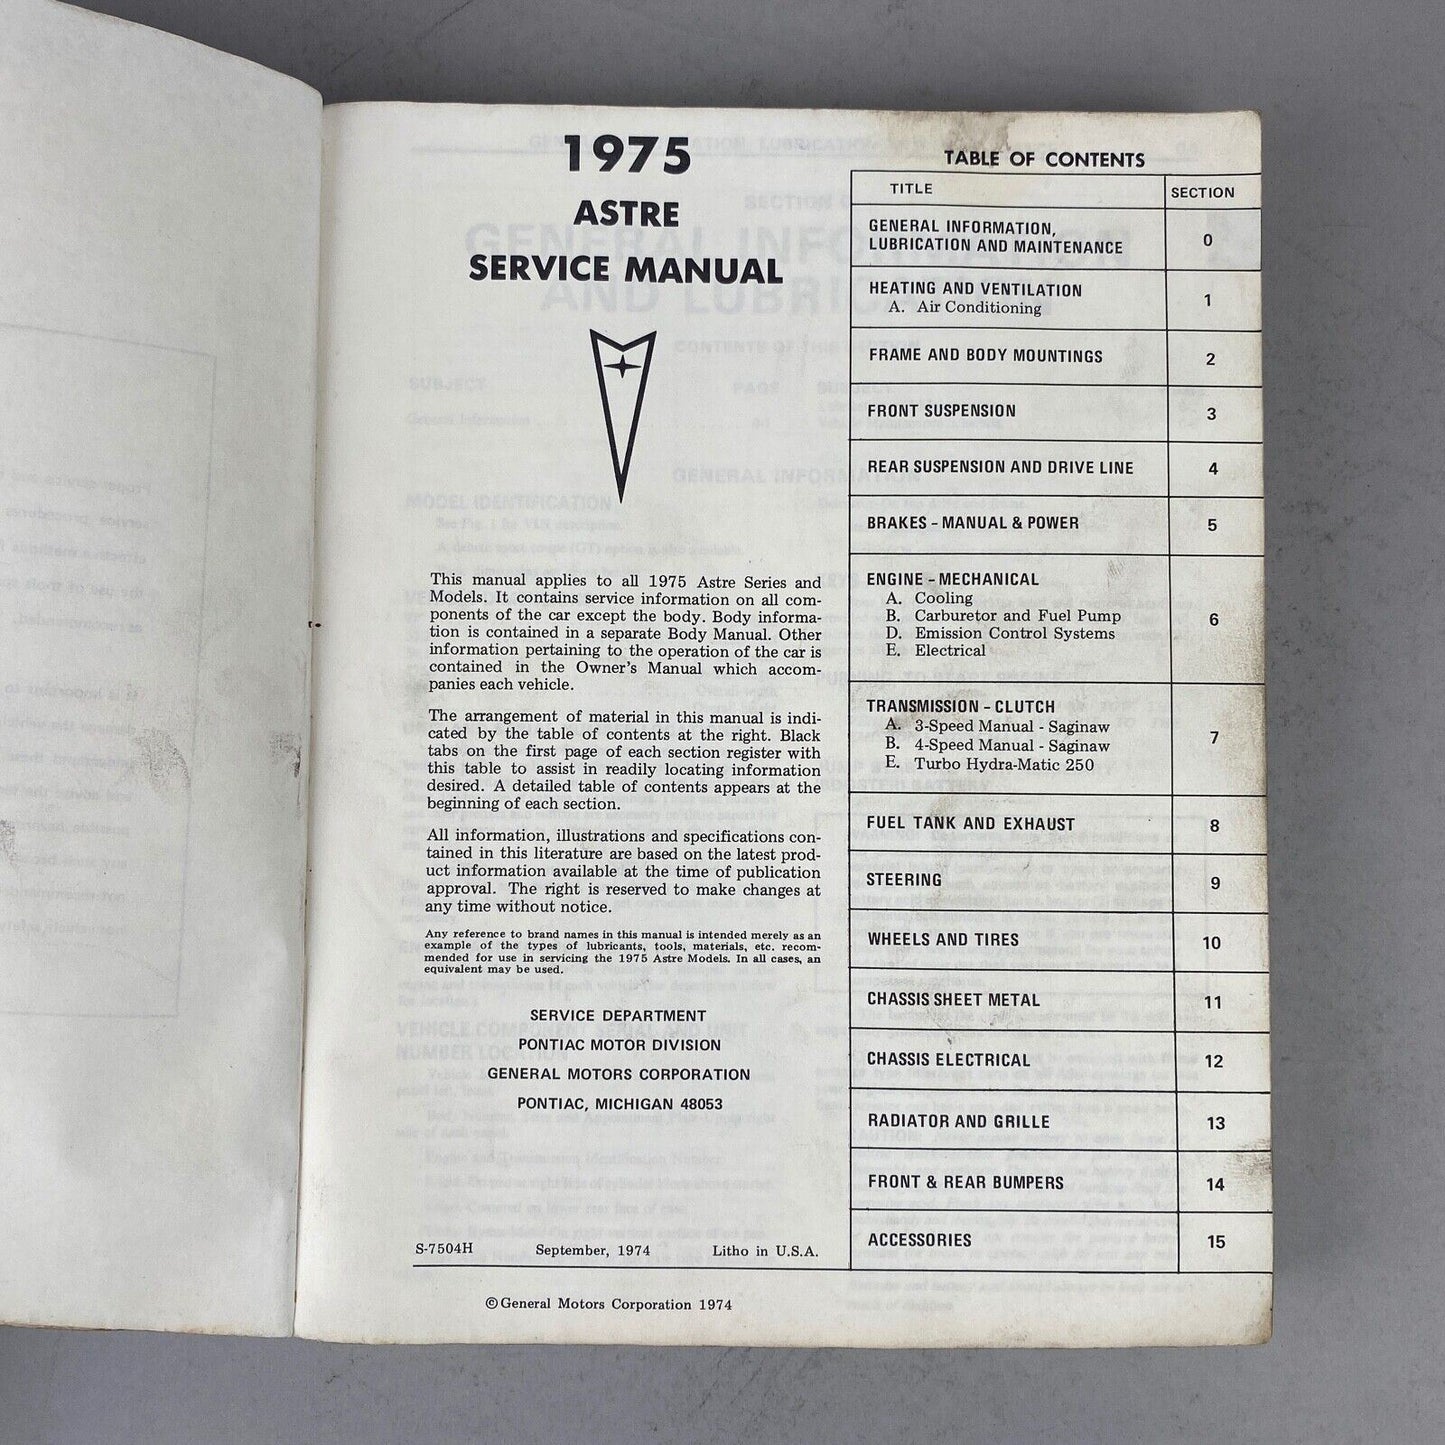 1975
ASTRE
SERVICE MANUAL
This manual applies to all 1975 Astre Series and
Models. It contains service information on all com-
ponents of the car except the body. Body informa-
tion is contained in a separate Body Manual. Other
information pertaining to the operation of the car is
contained in the Owner's Manual which accom-
panies each vehicle.
The arrangement of material in this manual is indi-
cated by the table of contents at the right. Black
tabs on the first page of each section register with
this table to assist in readily locating information
desired. A detailed table of contents appears at the
beginning of each section.
All information, illustrations and specifications con-
tained in this literature are based on the latest prod-
uct information available at the time of publication
approval. The right is reserved to make changes at
any time without notice.
Any reference to brand names in this manual is intended merely as an
example of the types of lubricants, tools, materials, etc. recom-
mended for use in servicing the 1975 Astre Models. In all cases, an
equivalent may be used.
SERVICE DEPARTMENT
PONTIAC MOTOR DIVISION
GENERAL MOTORS CORPORATION
PONTIAC, MICHIGAN 48053
S-7504H September, 1974 Litho in U.S.A.
©General Motors Corporation 1974
TABLE OF CONTENTS
TITLE SECTION
GENERAL INFORMATION,
LUBRICATION AND MAINTENANCE 0
HEATING AND VENTILATION
A. Air Conditioning 1
FRAME AND BODY MOUNTINGS 2
FRONT SUSPENSION 3
REAR SUSPENSION AND DRIVE LINE 4
BRAKES - MANUAL & POWER 5
ENGINE - MECHANICAL
A. Cooling
B. Carburetor and Fuel Pump 6
D. Emission Control Systems
E. Electrical
TRANSMISSION - CLUTCH
A. 3-Speed Manual - Saginaw
B. 4-Speed Manual - Saginaw 7
E. Turbo Hydra-Matic 250
FUEL TANK AND EXHAUST 8
STEERING 9
WHEELS AND TIRES 10
CHASSIS SHEET METAL 11
CHASSIS ELECTRICAL 12
RADIATOR AND GRILLE 13
FRONT & REAR BUMPERS 14
ACCESSORIES 15